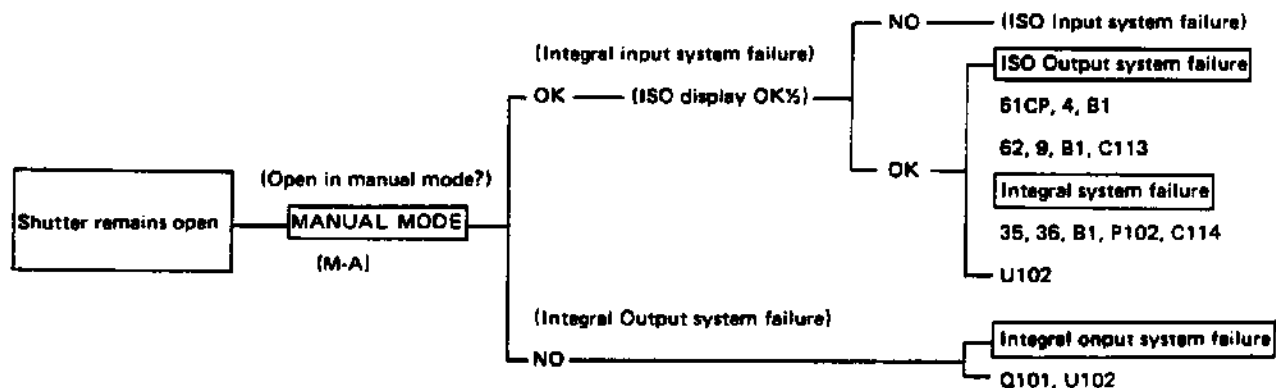 NO
(ISO Input system failure)
(Integral input system failure)
ISO Output system failure
OK
(ISO display OK%)
61CP, 4, B1
62, 9, B1, C113
OK
(Open in manual mode?)
Integral system failure
Shutter remains open
MANUAL MODE
35, 36, B1, P102, C114
(M-A]
U102
(Integral Output system failure)
Integral onput system failure
NO
Q101, U102